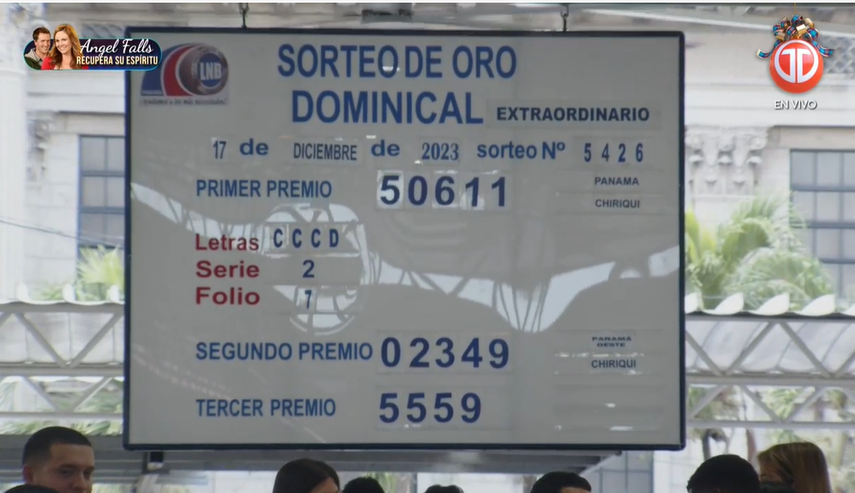 Angel Falls
RECUPERA SU ESPÍRITU
EN VIVO
LNB
SORTEO DE ORO
DOMINICAL EXTRAORDINARIO
17 de DICIEMBRE de 2023 sorteo Nº 5426
PRIMER PREMIO 50611 PANAMA
CHIRIQUI
Letras CCCD
Serie 2
Folio 7
SEGUNDO PREMIO 02349 PANAMA
OESTE
CHIRIQUI
TERCER PREMIO 5559